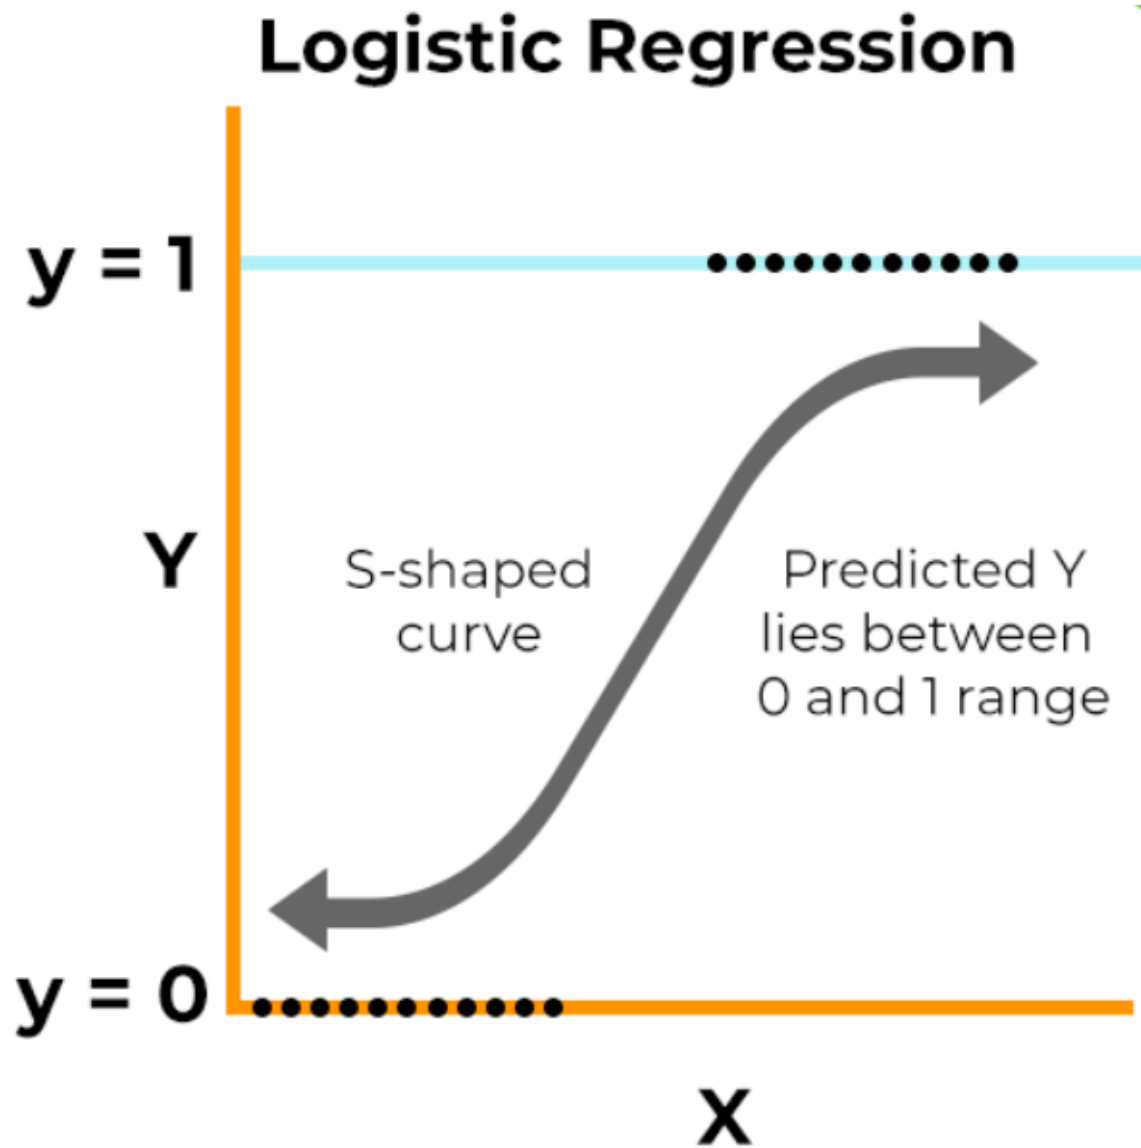 Logistic Regression
y = 1
Y
S-shaped
curve
Predicted Y
lies between
0 and 1 range
y = 0
X